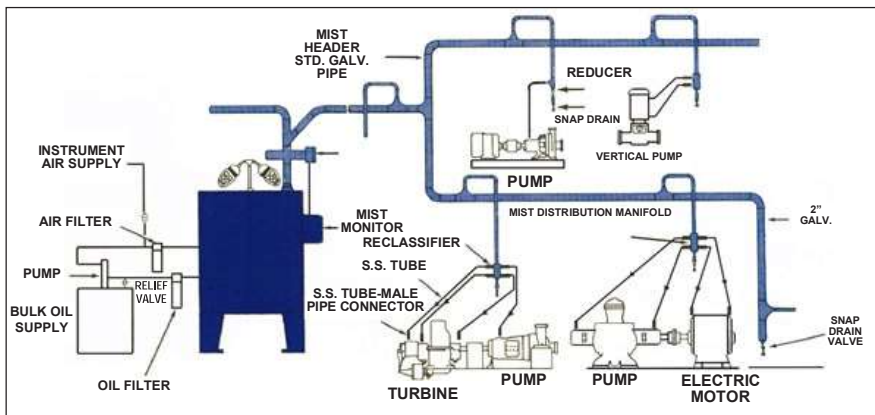 MIST
HEADER
STD. GALV.
PIPE
REDUCER
SNAP DRAIN
VERTICAL PUMP
PUMP
INSTRUMENT
AIR SUPPLY
AIR FILTER
PUMP
RELIEF
VALVE
BULK OIL
SUPPLY
OIL FILTER
MIST
MONITOR
RECLASSIFIER
S.S. TUBE
S.S. TUBE-MALE
PIPE CONNECTOR
MIST DISTRIBUTION MANIFOLD
2”
GALV.
SNAP
DRAIN
VALVE
TURBINE
PUMP
PUMP
ELECTRIC
MOTOR